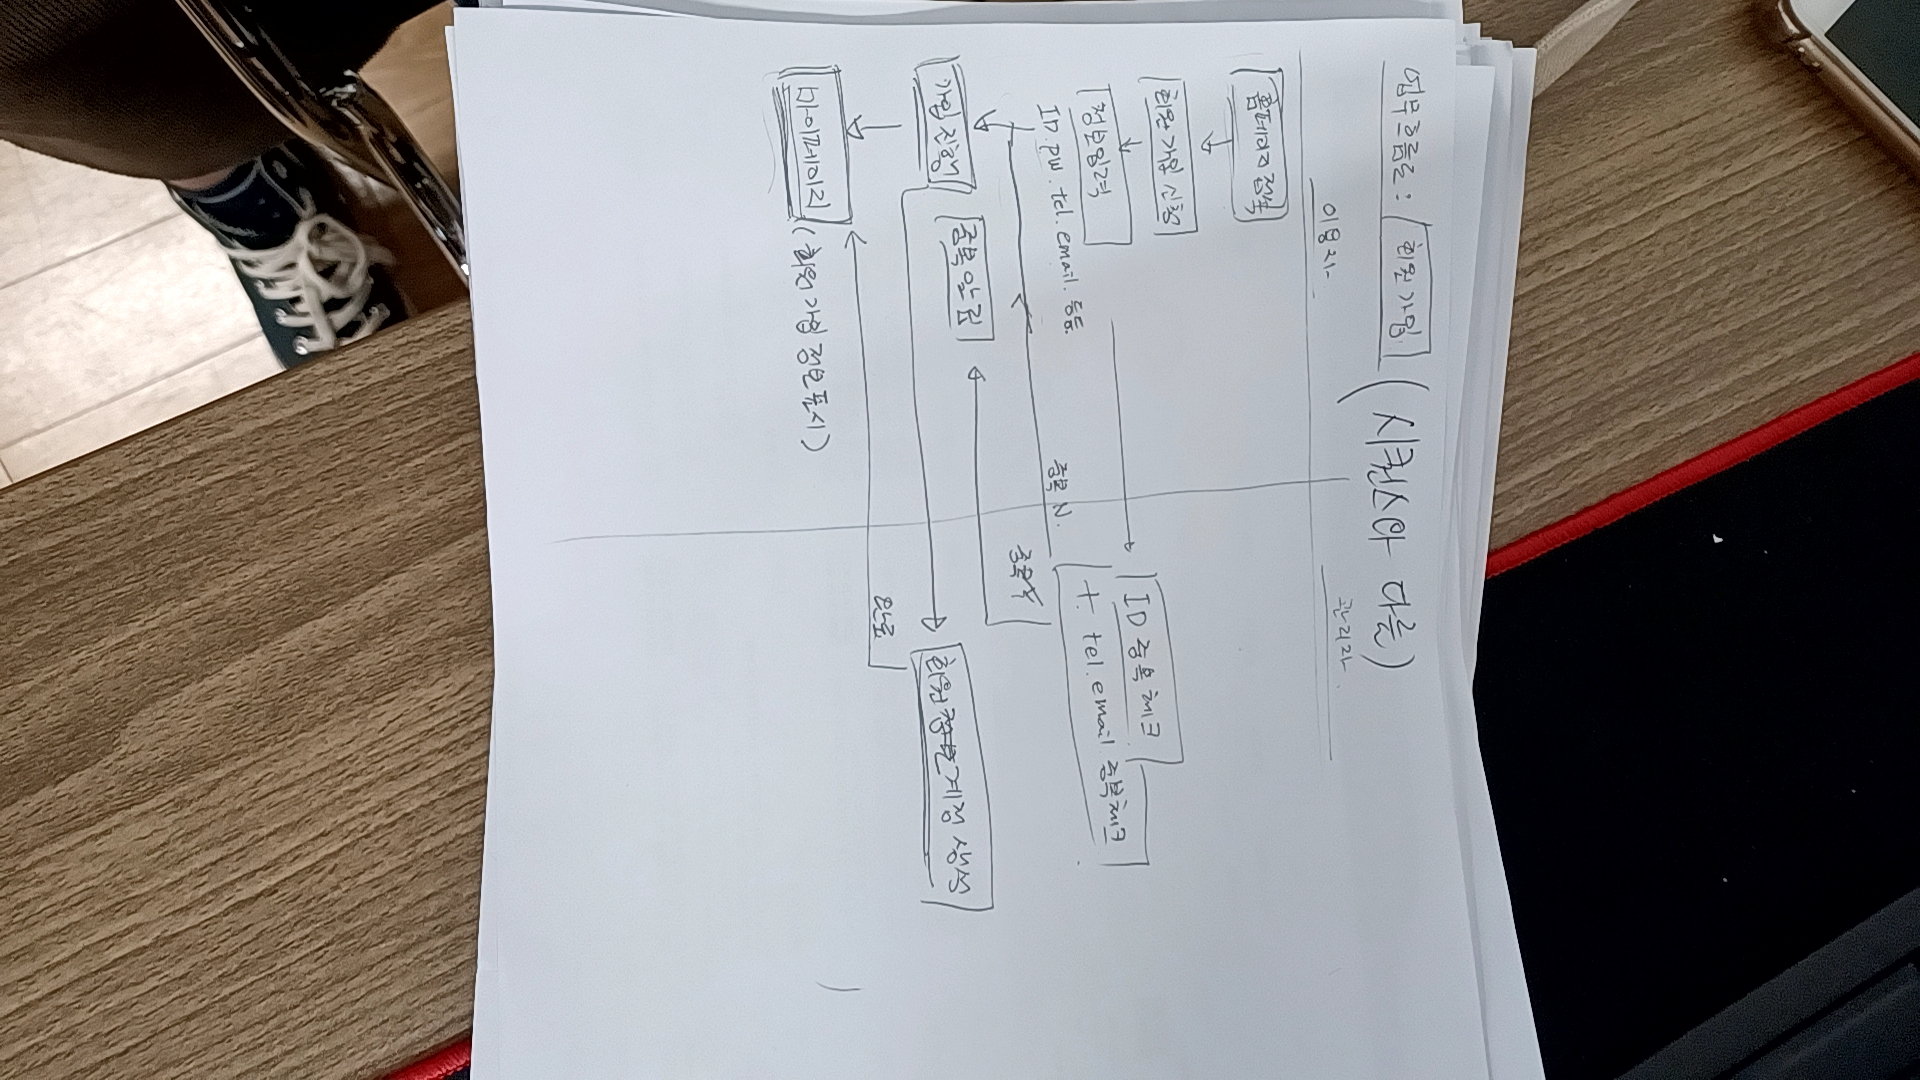 업무흐름도 : 회원가입 (시퀀스와 다름)
이용자 관리자
홈페이지 접속
회원가입 신청
ID 중복체크
정보입력
+ tel. email 중복체크
ID. pw. tel. email. 등등
중복 N.
중복 Y
가입진행 중복알림
회원 계정 생성
완료
마이페이지 (회원가입 정보 표시)